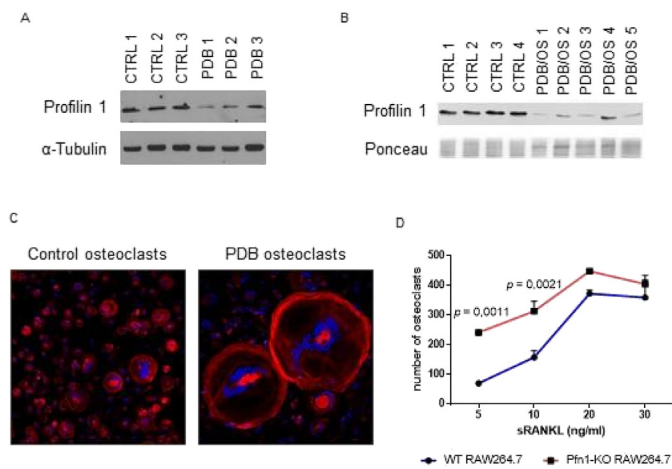 A
CTRL 1
CTRL 2
CTRL 3
PDB 1
PDB 2
PDB 3
Profilin 1
α-Tubulin
B
CTRL 1
CTRL 2
CTRL 3
CTRL 4
PDB/OS 1
PDB/OS 2
PDB/OS 3
PDB/OS 4
PDB/OS 5
Profilin 1
Ponceau
C
Control osteoclasts
PDB osteoclasts
D
number of osteoclasts
500
400
300
200
100
0
p = 0,0011
p = 0,0021
5 10 20 30
sRANKL (ng/ml)
WT RAW264.7
Pfn1-KO RAW264.7